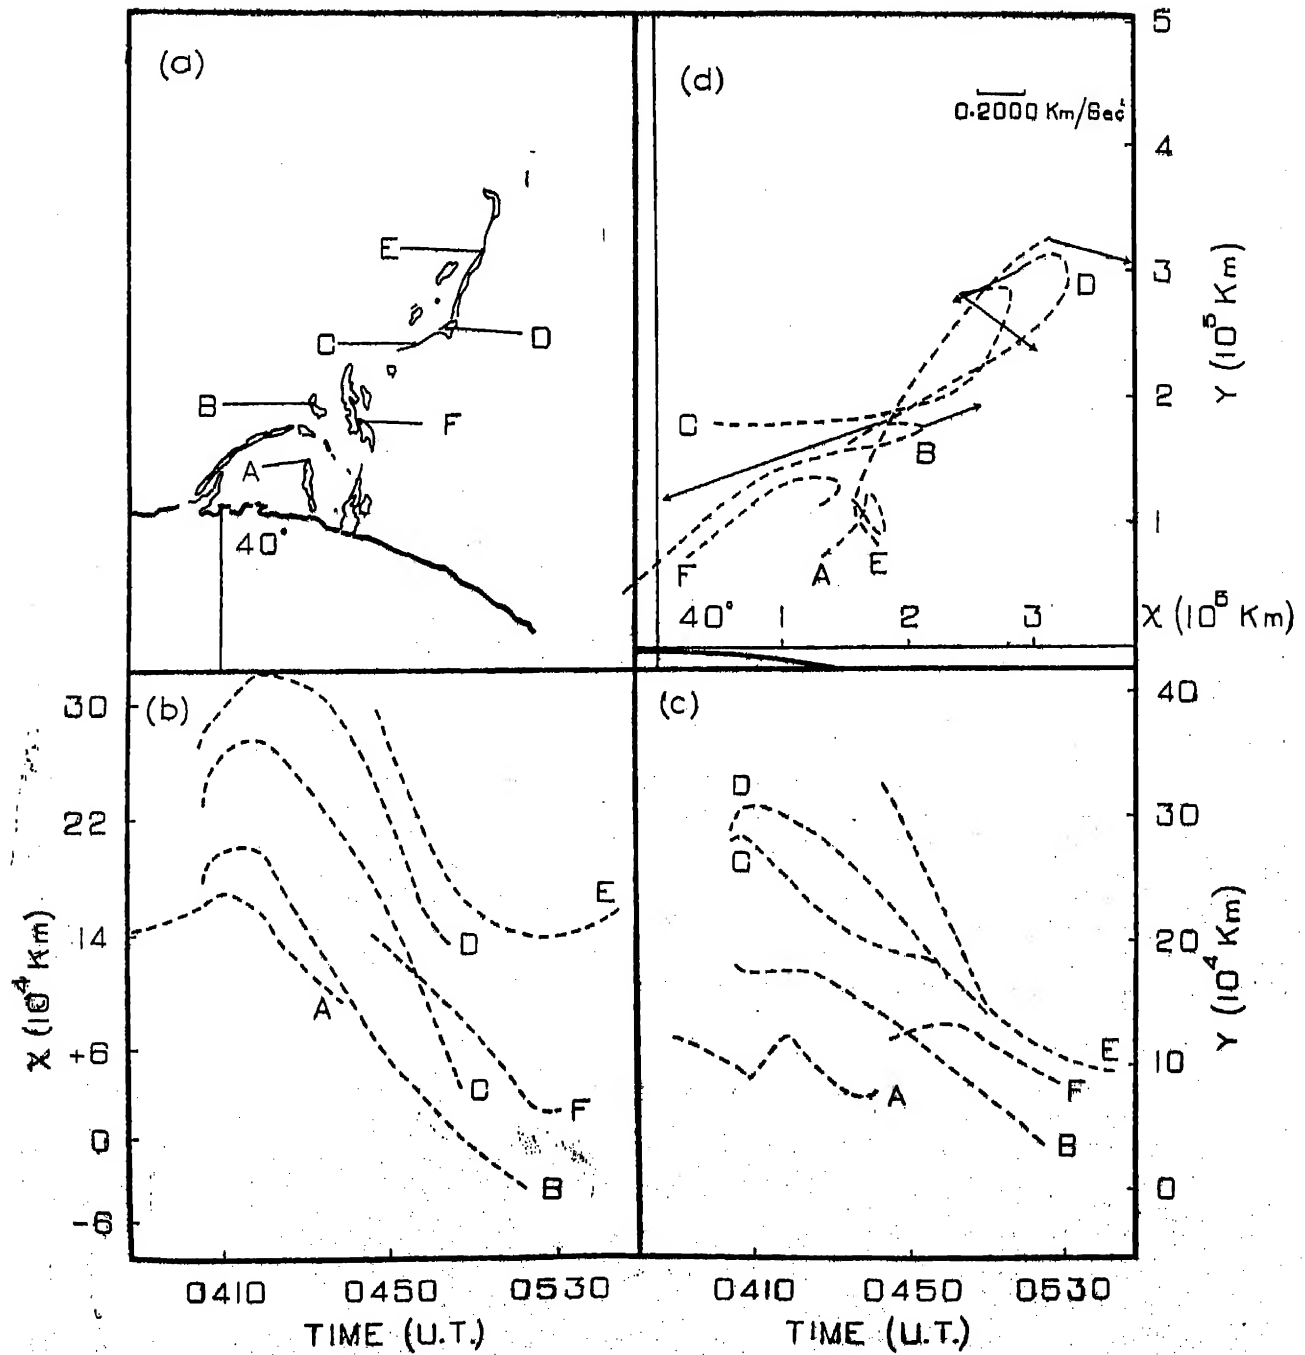 (a)
E
C
D
B
F
A
40°
(d)
0.2000 Km/Sec
5
4
3
2
1
Y (10⁵ Km)
D
C
B
F
A
E
40° 1 2 3 X (10⁵ Km)
(b)
30
22
14
+6
0
-6
X (10⁴ Km)
E
D
A
C
F
B
0410 0450 0530
TIME (U.T.)
(c)
40
30
20
10
0
Y (10⁴ Km)
D
C
E
A
F
B
0410 0450 0530
TIME (U.T.)